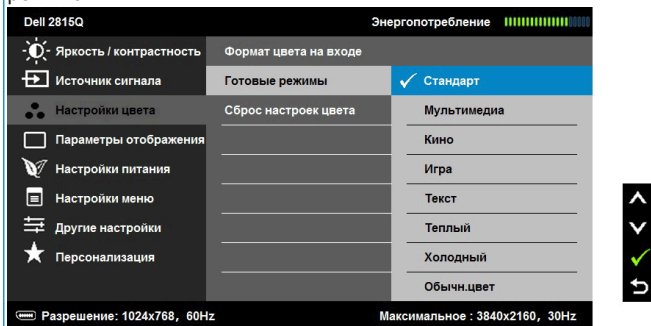 Dell 2815Q
Энергопотребление
Яркость / контрастность
Формат цвета на входе
Источник сигнала
Готовые режимы
Стандарт
Настройки цвета
Сброс настроек цвета
Мультимедиа
Параметры отображения
Кино
Настройки питания
Игра
Настройки меню
Текст
Другие настройки
Теплый
Персонализация
Холодный
Обычн.цвет
Разрешение: 1024x768, 60Hz
Максимальное : 3840x2160, 30Hz